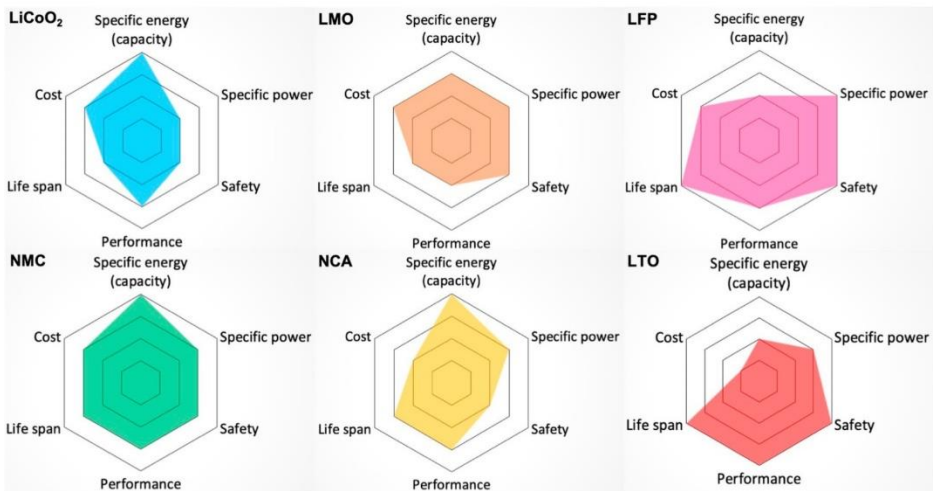 LiCoO₂
Specific energy
(capacity)
Cost
Specific power
Life span
Safety
Performance
LMO
Specific energy
(capacity)
Cost
Specific power
Life span
Safety
Performance
LFP
Specific energy
(capacity)
Cost
Specific power
Life span
Safety
Performance
NMC
Specific energy
(capacity)
Cost
Specific power
Life span
Safety
Performance
NCA
Specific energy
(capacity)
Cost
Specific power
Life span
Safety
Performance
LTO
Specific energy
(capacity)
Cost
Specific power
Life span
Safety
Performance